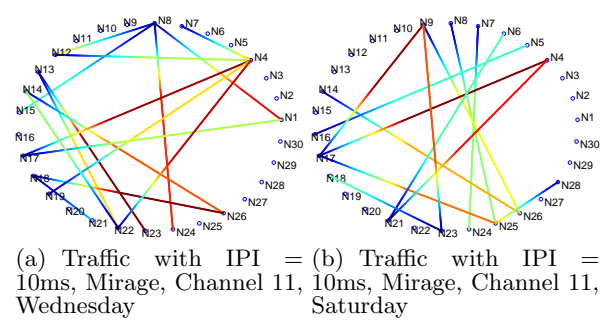 N8
N9
N7
N10
N6
N11
N5
N12
N4
N13
N3
N14
N2
N15
N1
N16
N30
N17
N29
N18
N28
N19
N27
N20
N26
N21
N25
N22
N23
N24
N9
N8
N10
N7
N11
N6
N12
N5
N13
N4
N14
N3
N15
N2
N16
N1
N17
N30
N18
N29
N19
N28
N20
N27
N21
N26
N22
N25
N23
N24
(a) Traffic with IPI =
10ms, Mirage, Channel 11,
Wednesday
(b) Traffic with IPI =
10ms, Mirage, Channel 11,
Saturday